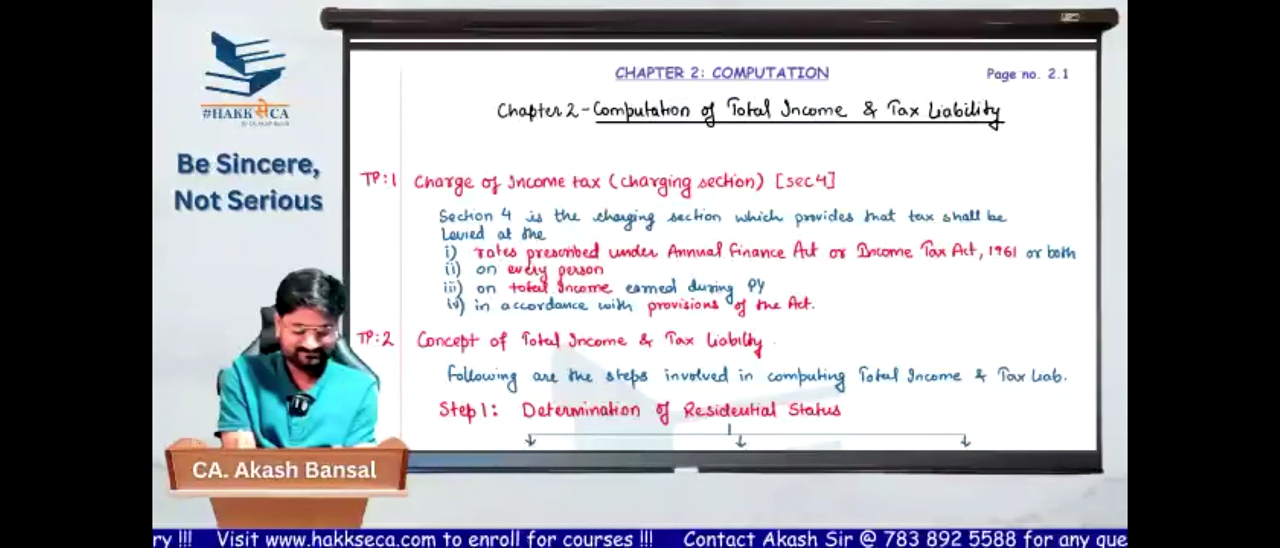 #HAKKसेCA
Be Sincere,
Not Serious
CA. Akash Bansal
CHAPTER 2: COMPUTATION
Page no. 2.1
Chapter 2 - Computation of Total Income & Tax Liability
TP:1 Charge of Income tax (charging section) [sec 4]
Section 4 is the charging section which provides that tax shall be
Levied at the
i) rates prescribed under Annual Finance Act or Income Tax Act, 1961 or both
ii) on every person
iii) on total Income earned during PY
iv) in accordance with provisions of the Act.
TP:2 Concept of Total Income & Tax Liability
Following are the steps involved in computing Total Income & Tax Liab.
Step 1: Determination of Residential Status
ry !!! Visit www.hakkseca.com to enroll for courses !!! Contact Akash Sir @ 783 892 5588 for any que